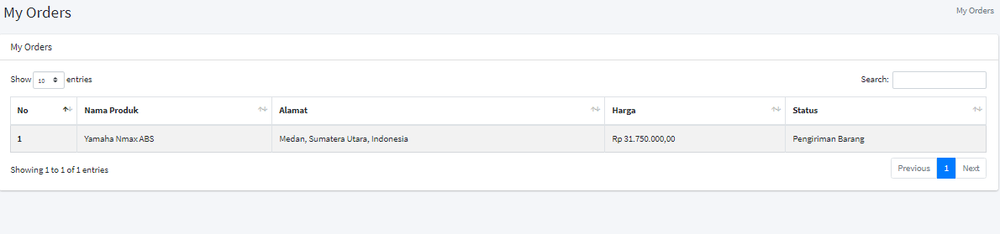 My Orders
My Orders
My Orders
Show 10 entries
Search:
No Nama Produk Alamat Harga Status
1 Yamaha Nmax ABS Medan, Sumatera Utara, Indonesia Rp 31.750.000,00 Pengiriman Barang
Showing 1 to 1 of 1 entries
Previous 1 Next